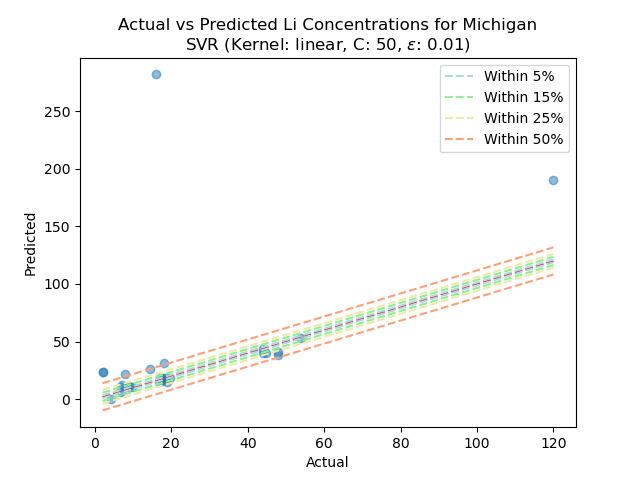 Actual vs Predicted Li Concentrations for Michigan
SVR (Kernel: linear, C: 50, ε: 0.01)
Within 5%
Within 15%
Within 25%
Within 50%
250
200
150
100
50
0
Predicted
0 20 40 60 80 100 120
Actual